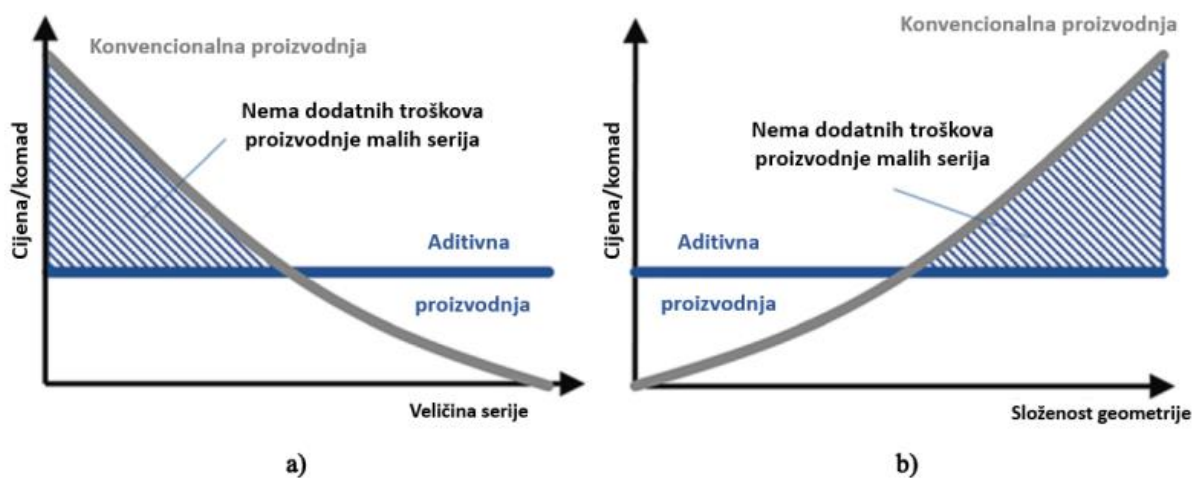 Konvencionalna proizvodnja
Nema dodatnih troškova
proizvodnje malih serija
Cijena/komad
Aditivna
proizvodnja
Veličina serije
a)
Konvencionalna proizvodnja
Nema dodatnih troškova
proizvodnje malih serija
Cijena/komad
Aditivna
proizvodnja
Složenost geometrije
b)